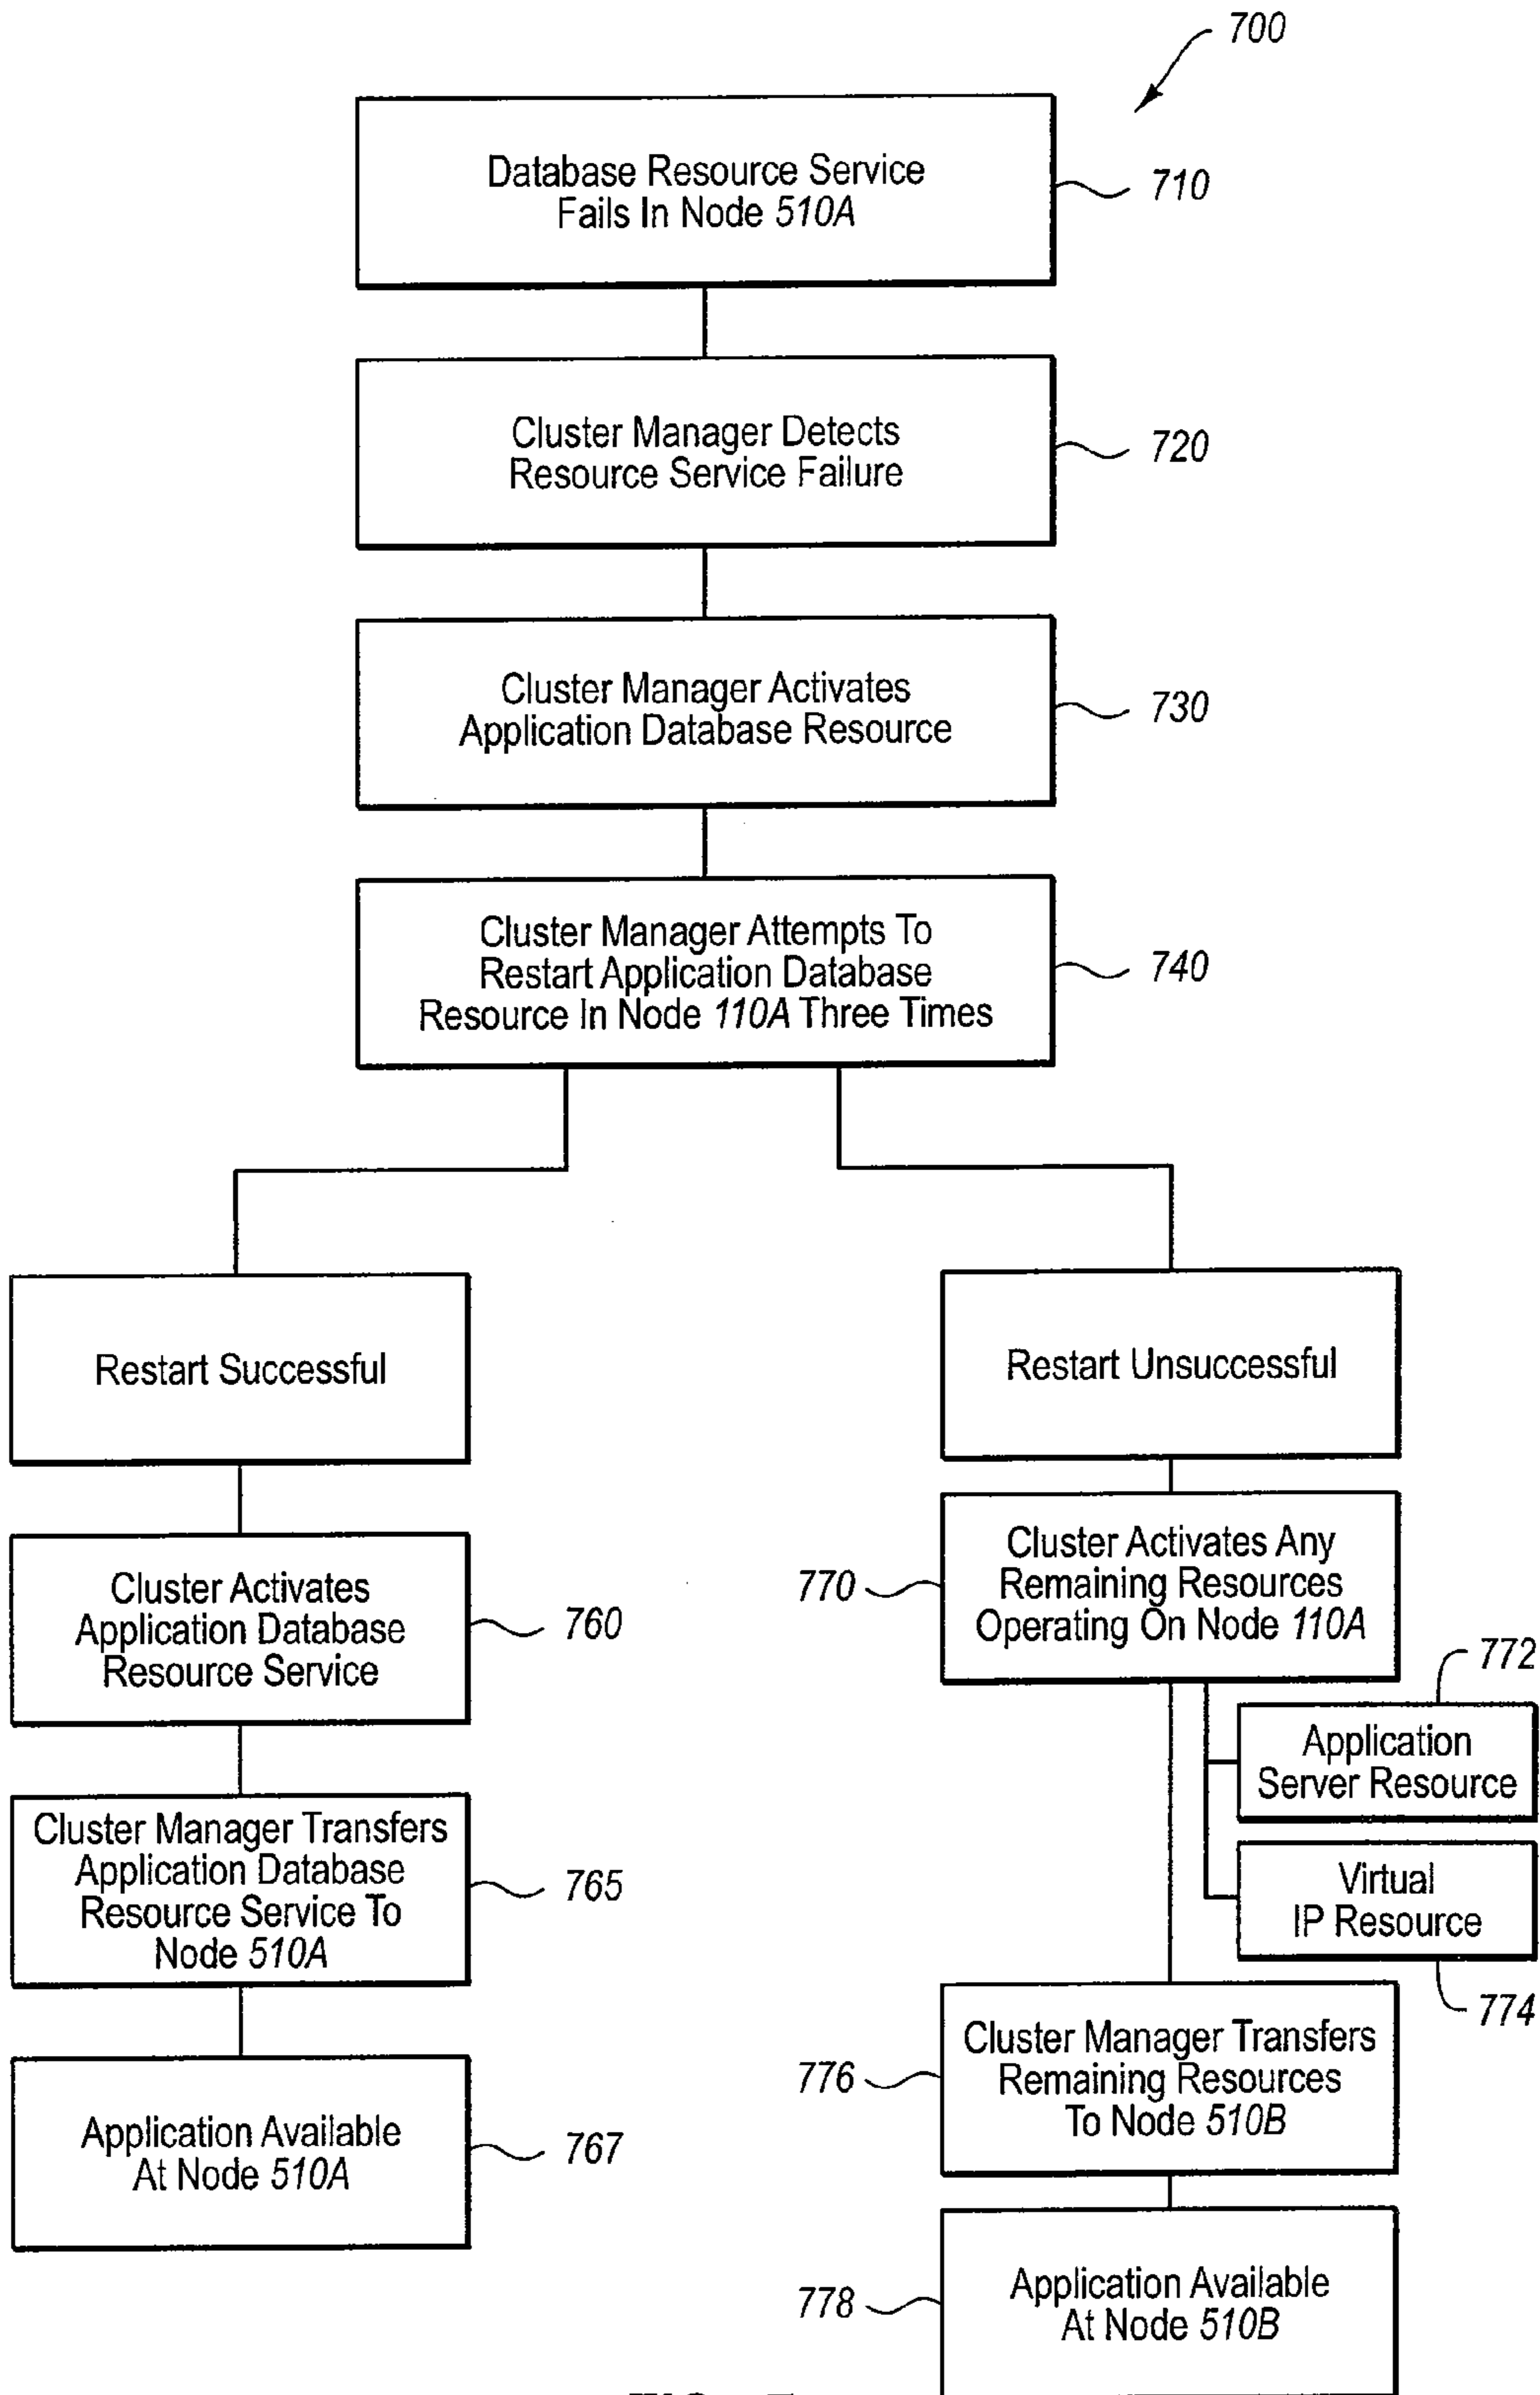 700
Database Resource Service
Fails In Node 510A
710
Cluster Manager Detects
Resource Service Failure
720
Cluster Manager Activates
Application Database Resource
730
Cluster Manager Attempts To
Restart Application Database
Resource In Node 110A Three Times
740
Restart Successful
Restart Unsuccessful
Cluster Activates
Application Database
Resource Service
760
Cluster Manager Transfers
Application Database
Resource Service To
Node 510A
765
Application Available
At Node 510A
767
Cluster Activates Any
Remaining Resources
Operating On Node 110A
770
772
Application
Server Resource
Virtual
IP Resource
774
Cluster Manager Transfers
Remaining Resources
To Node 510B
776
Application Available
At Node 510B
778